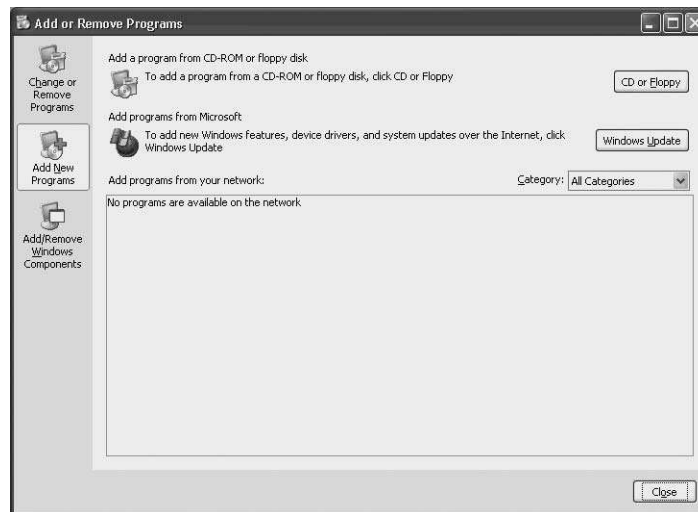 Add or Remove Programs
Change or
Remove
Programs
Add New
Programs
Add/Remove
Windows
Components
Add a program from CD-ROM or floppy disk
To add a program from a CD-ROM or floppy disk, click CD or Floppy
CD or Floppy
Add programs from Microsoft
To add new Windows features, device drivers, and system updates over the Internet, click
Windows Update
Windows Update
Add programs from your network:
Category:
All Categories
No programs are available on the network
Close